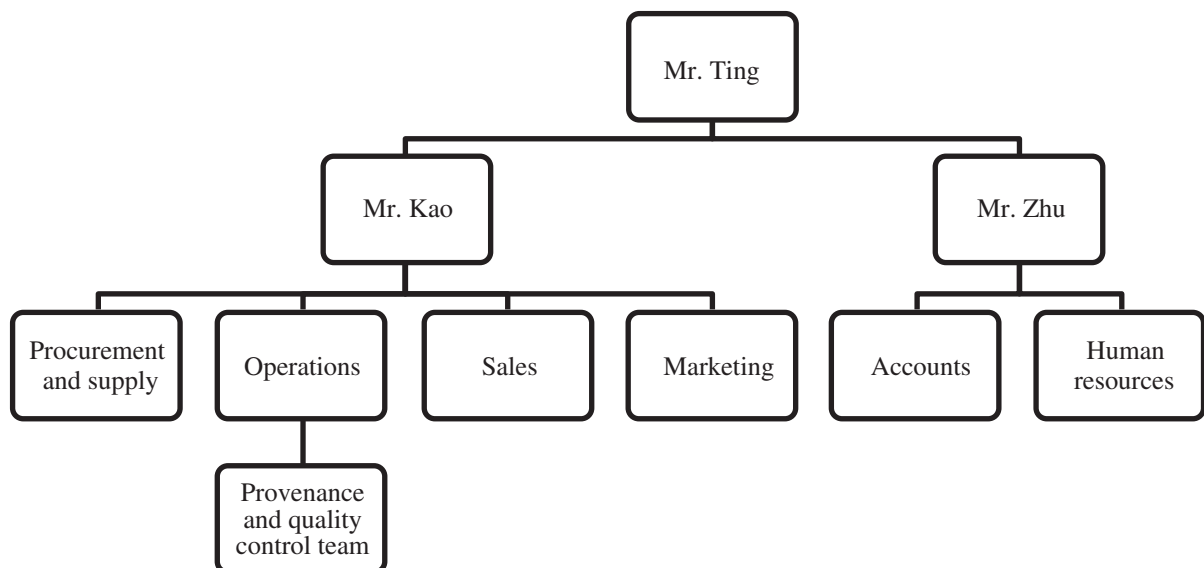 Mr. Ting
Mr. Kao
Mr. Zhu
Procurement
and supply
Operations
Sales
Marketing
Accounts
Human
resources
Provenance
and quality
control team